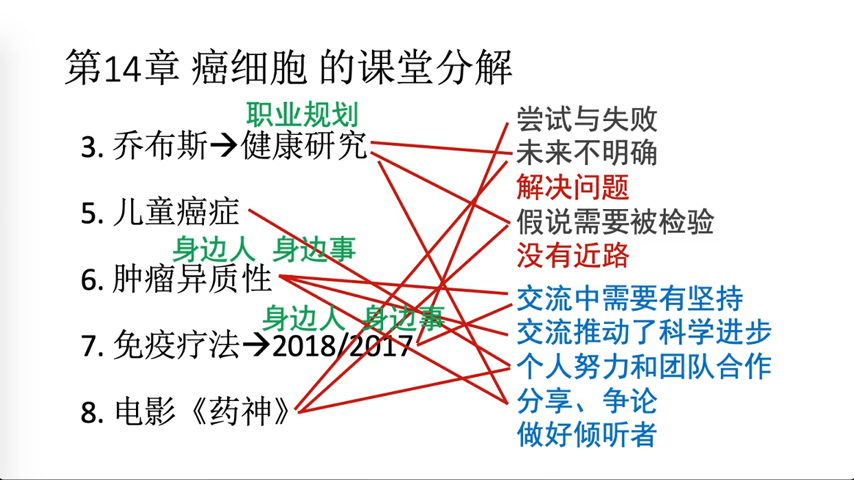 第14章 癌细胞 的课堂分解
职业规划
3. 乔布斯→健康研究
5. 儿童癌症
身边人 身边事
6. 肿瘤异质性
身边人 身边事
7. 免疫疗法→2018/2017
8. 电影《药神》
尝试与失败
未来不明确
解决问题
假说需要被检验
没有近路
交流中需要有坚持
交流推动了科学进步
个人努力和团队合作
分享、争论
做好倾听者